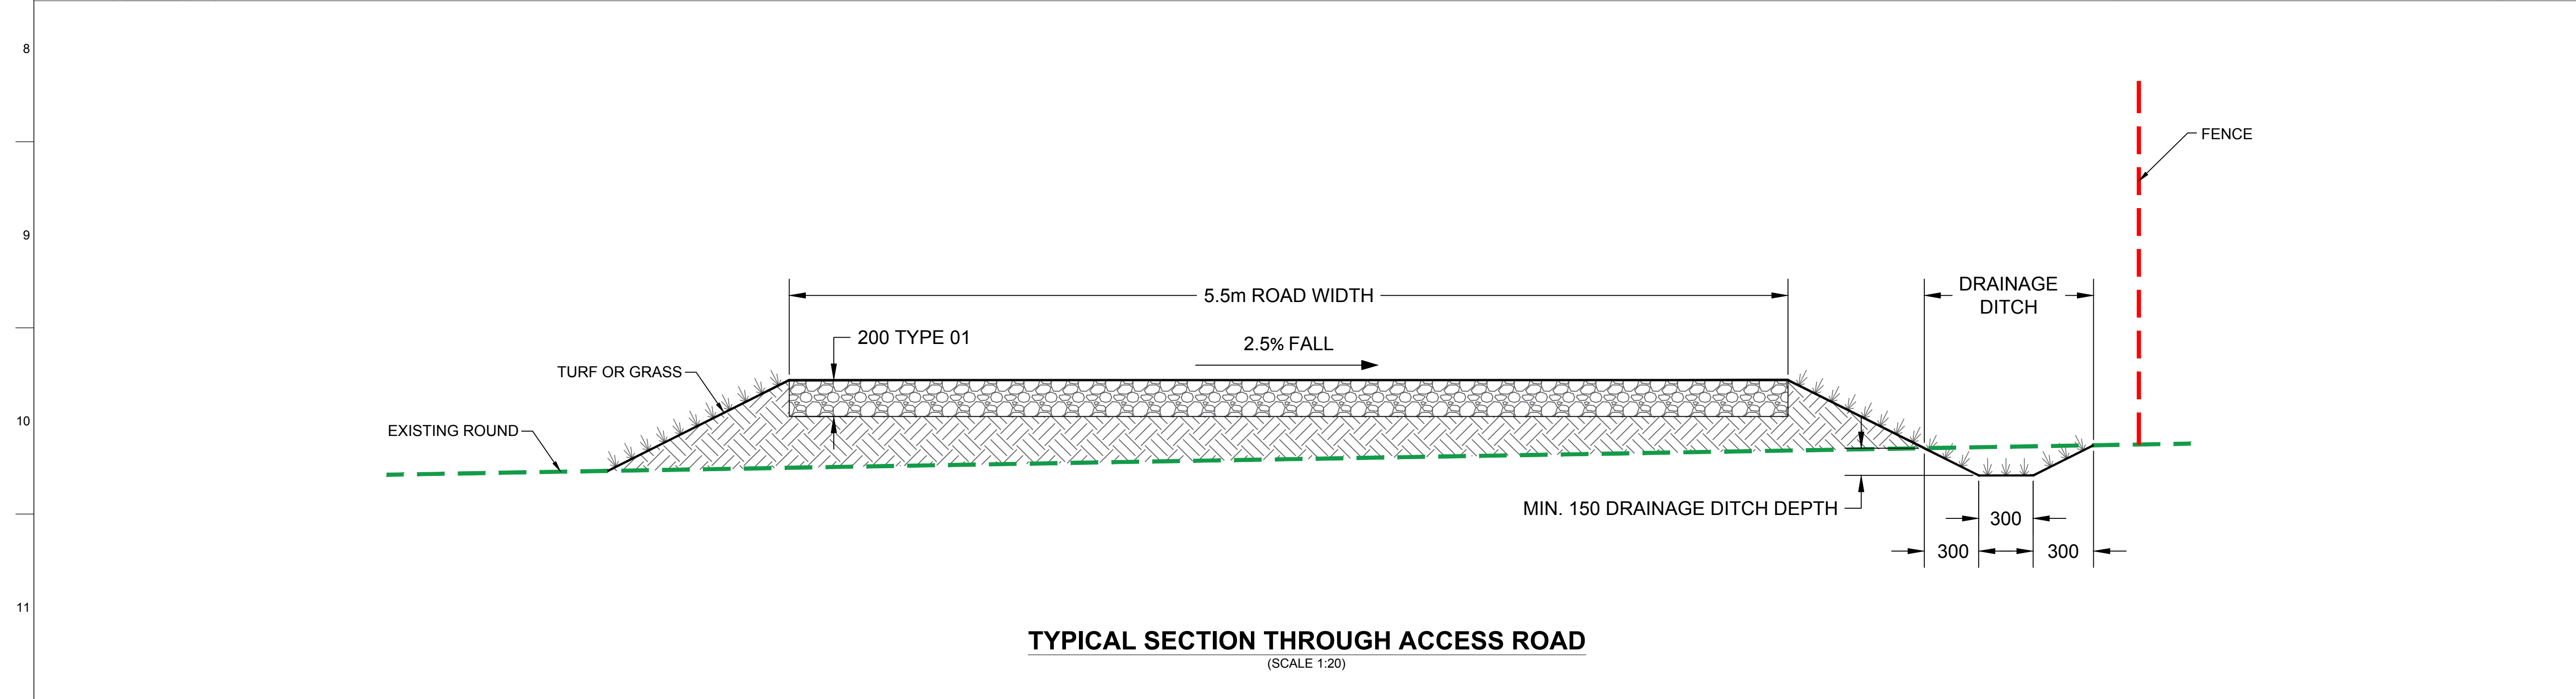 8
FENCE
9
DRAINAGE
DITCH
5.5m ROAD WIDTH
200 TYPE 01
2.5% FALL
TURF OR GRASS
10
EXISTING ROUND
MIN. 150 DRAINAGE DITCH DEPTH
300
300
300
11
TYPICAL SECTION THROUGH ACCESS ROAD
(SCALE 1:20)